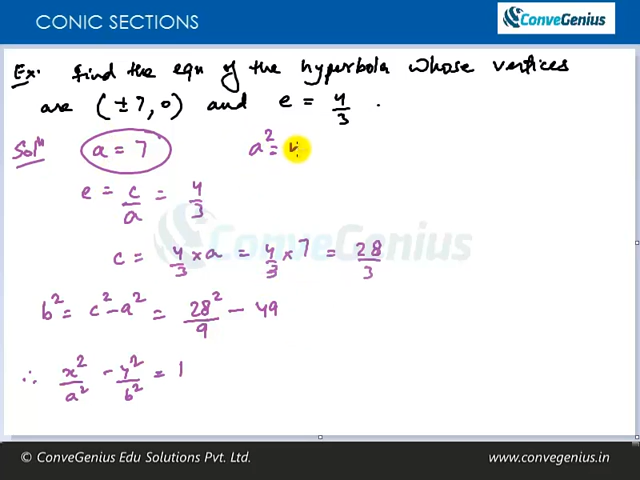 CONIC SECTIONS
ConveGenius
Ex: Find the eqn of the hyperbola whose vertices
are (±7, 0) and e = 4/3 .
Solⁿ a = 7 a² =
e = c/a = 4/3
c = 4/3 × a = 4/3 × 7 = 28/3
b² = c² - a² = 28²/9 - 49
∴ x²/a² - y²/b² = 1
ConveGenius
© ConveGenius Edu Solutions Pvt. Ltd. www.convegenius.in